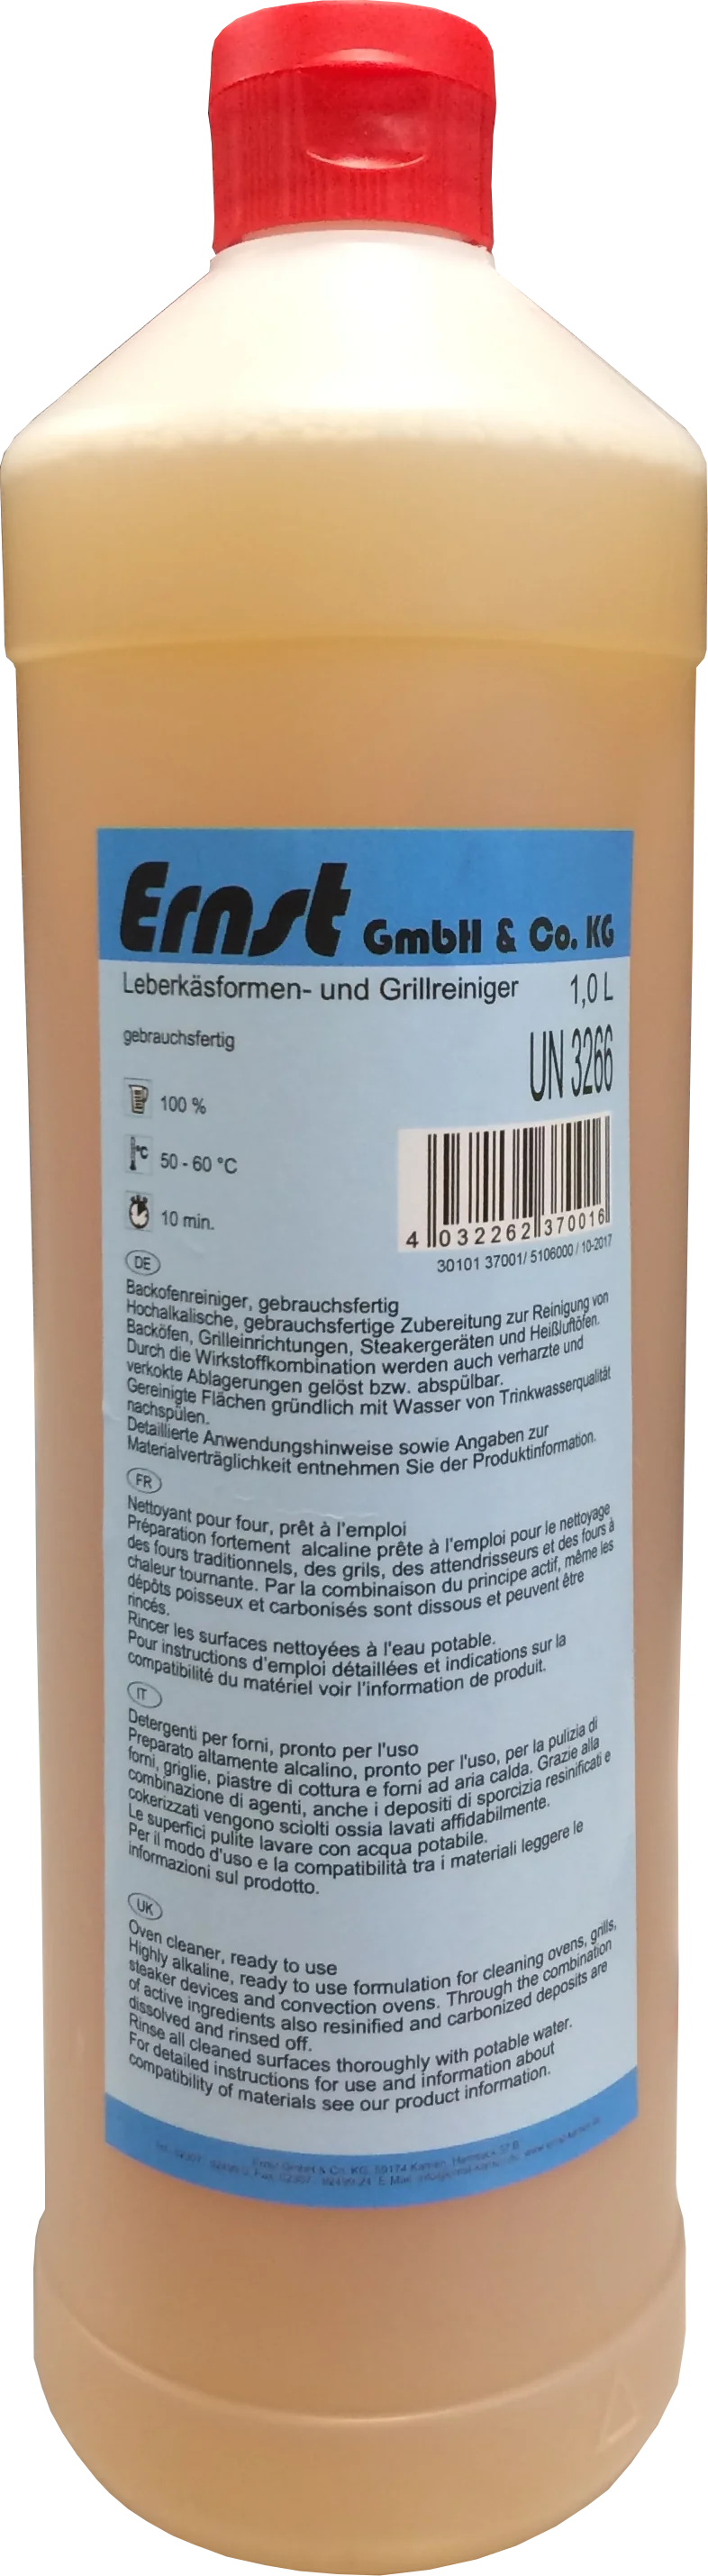 Ernst GmbH & Co. KG
Leberkäsformen- und Grillreiniger 1,0 L
gebrauchsfertig
UN 3266
100 %
°C
50 - 60 °C
10 min.
4 032262 370016
30101 37001/ 5106000 / 10-2017
DE
Backofenreiniger, gebrauchsfertig
Hochalkalische, gebrauchsfertige Zubereitung zur Reinigung von
Backöfen, Grilleinrichtungen, Steakergeräten und Heißluftöfen.
Durch die Wirkstoffkombination werden auch verharzte und
verkokte Ablagerungen gelöst bzw. abspülbar.
Gereinigte Flächen gründlich mit Wasser von Trinkwasserqualität
nachspülen.
Detaillierte Anwendungshinweise sowie Angaben zur
Materialverträglichkeit entnehmen Sie der Produktinformation.
FR
Nettoyant pour four, prêt à l'emploi
Préparation fortement alcaline prête à l'emploi pour le nettoyage
des fours traditionnels, des grils, des attendrisseurs et des fours à
chaleur tournante. Par la combinaison du principe actif, même les
dépôts poisseux et carbonisés sont dissous et peuvent être
rincés.
Rincer les surfaces nettoyées à l'eau potable.
Pour instructions d'emploi détaillées et indications sur la
compatibilité du matériel voir l'information de produit.
IT
Detergenti per forni, pronto per l'uso
Preparato altamente alcalino, pronto per l'uso, per la pulizia di
forni, griglie, piastre di cottura e forni ad aria calda. Grazie alla
combinazione di agenti, anche i depositi di sporcizia resinificati e
cokerizzati vengono sciolti ossia lavati affidabilmente.
Le superfici pulite lavare con acqua potabile.
Per il modo d'uso e la compatibilità tra i materiali leggere le
informazioni sul prodotto.
UK
Oven cleaner, ready to use
Highly alkaline, ready to use formulation for cleaning ovens, grills,
steaker devices and convection ovens. Through the combination
of active ingredients also resinified and carbonized deposits are
dissolved and rinsed off.
Rinse all cleaned surfaces thoroughly with potable water.
For detailed instructions for use and information about
compatibility of materials see our product information.
Ernst GmbH & Co. KG, 59174 Kamen